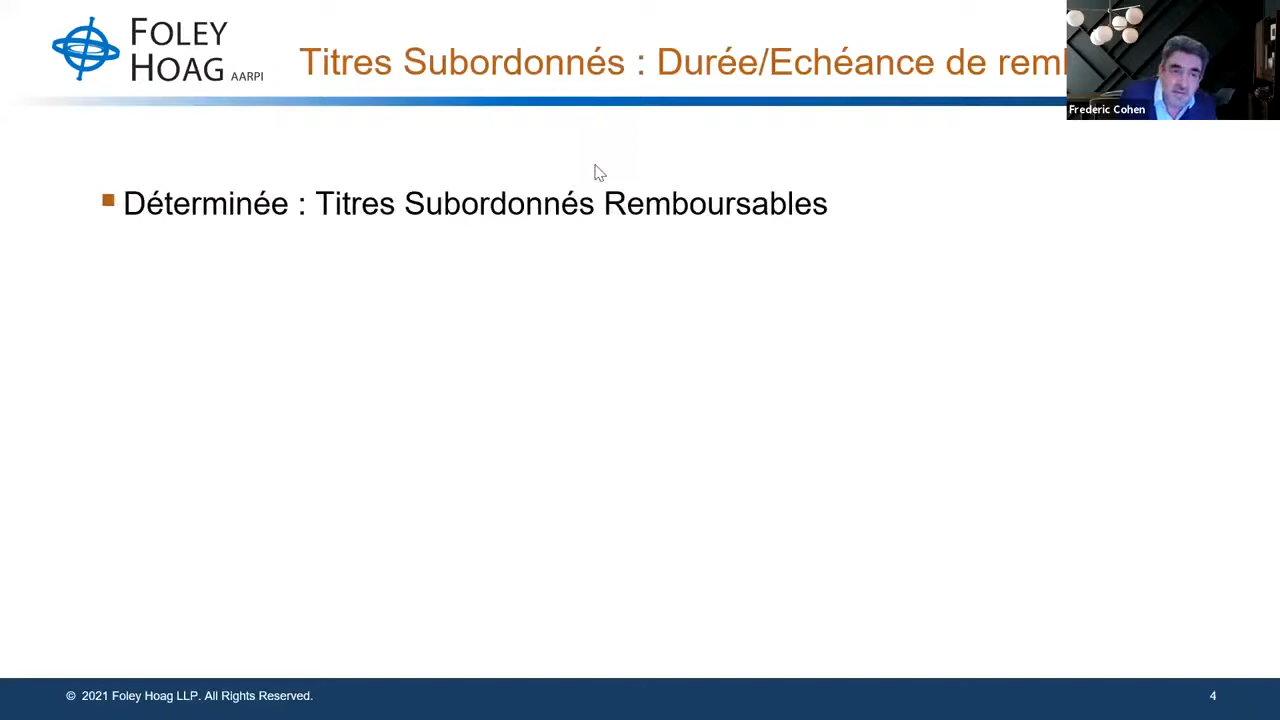 FOLEY
HOAG AARPI
Titres Subordonnés : Durée/Echéance de
Frederic Cohen
Déterminée : Titres Subordonnés Remboursables
© 2021 Foley Hoag LLP. All Rights Reserved.
4